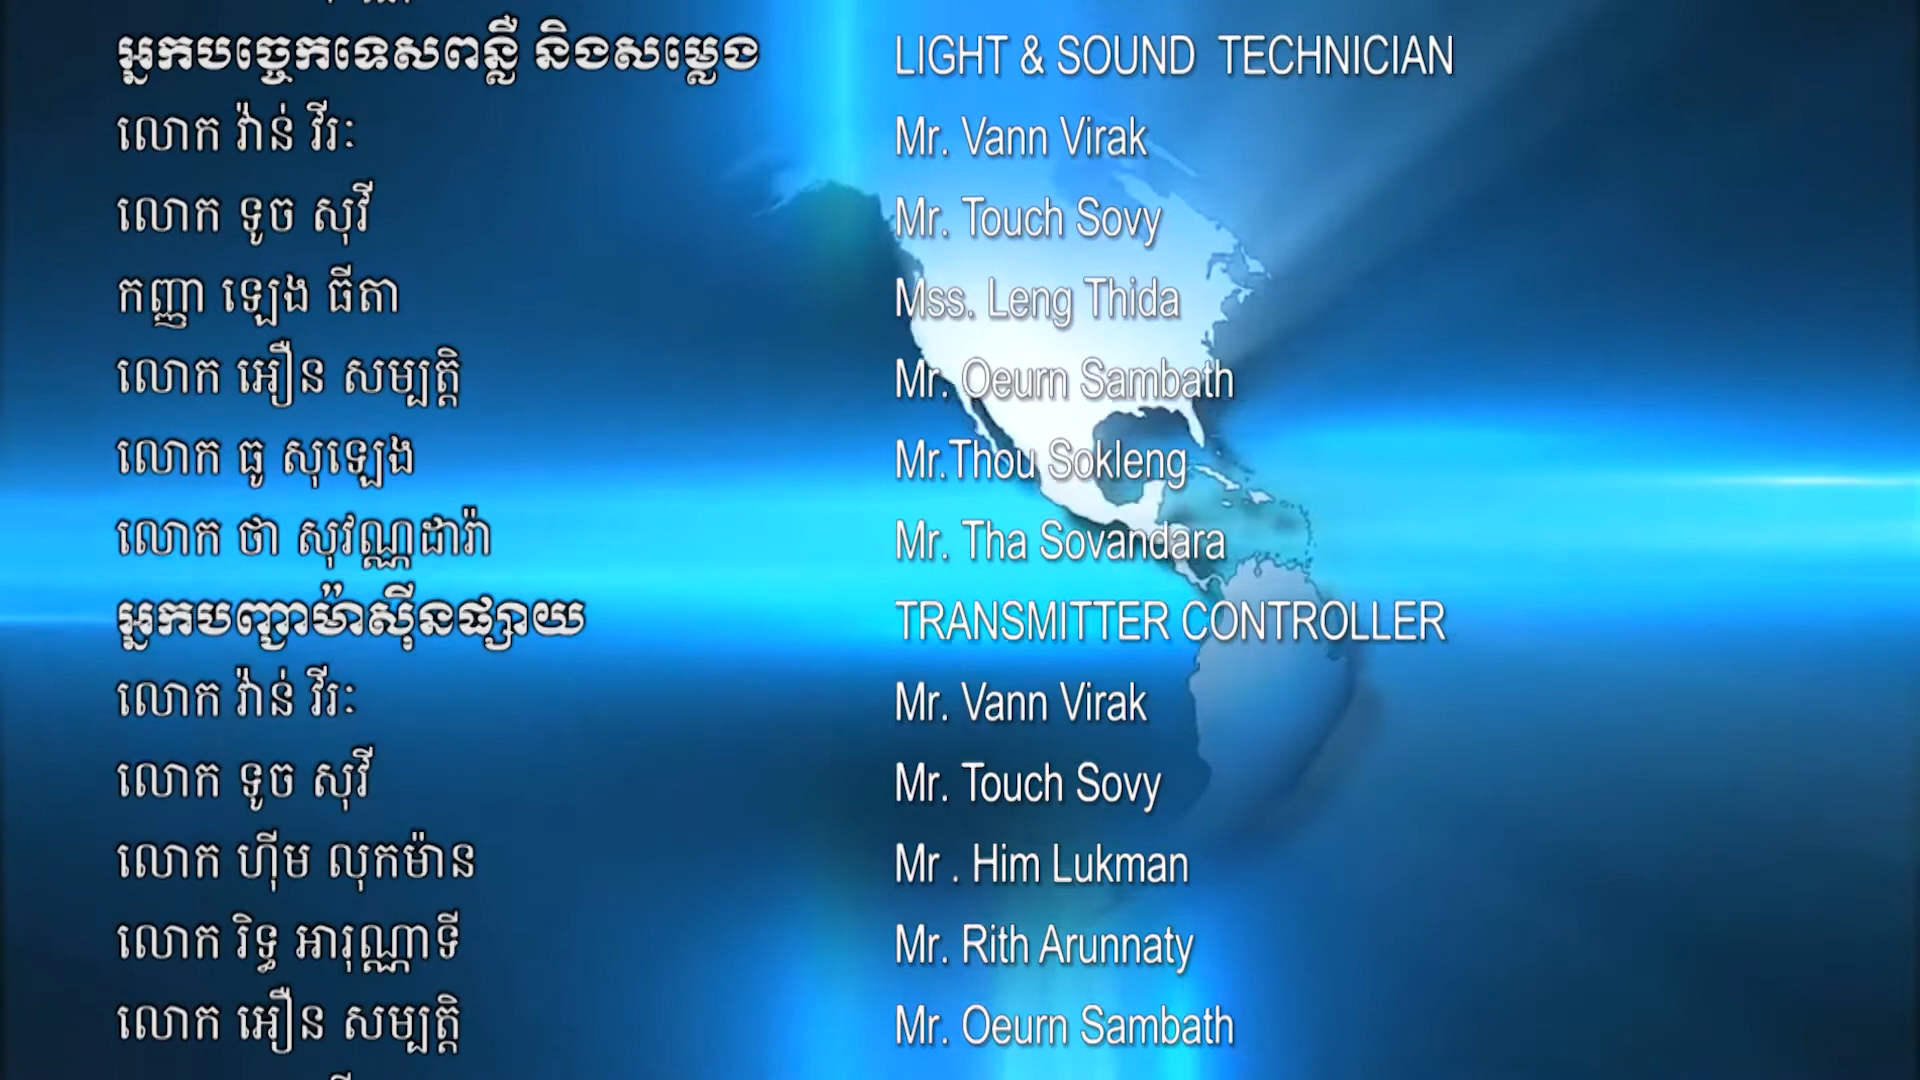 អ្នកបច្ចេកទេសពន្លឺ និងសម្លេង LIGHT & SOUND TECHNICIAN
លោក វ៉ាន់ វីរៈ Mr. Vann Virak
លោក ទូច សុវី Mr. Touch Sovy
កញ្ញា ឡេង ធីតា Mss. Leng Thida
លោក អឿន សម្បត្តិ Mr. Oeurn Sambath
លោក ធូ សុឡេង Mr.Thou Sokleng
លោក ថា សុវណ្ណដារ៉ា Mr. Tha Sovandara
អ្នកបញ្ជាម៉ាស៊ីនផ្សាយ TRANSMITTER CONTROLLER
លោក វ៉ាន់ វីរៈ Mr. Vann Virak
លោក ទូច សុវី Mr. Touch Sovy
លោក ហ៊ីម លុកម៉ាន Mr . Him Lukman
លោក រិទ្ធ អារុណ្ណាទី Mr. Rith Arunnaty
លោក អឿន សម្បត្តិ Mr. Oeurn Sambath